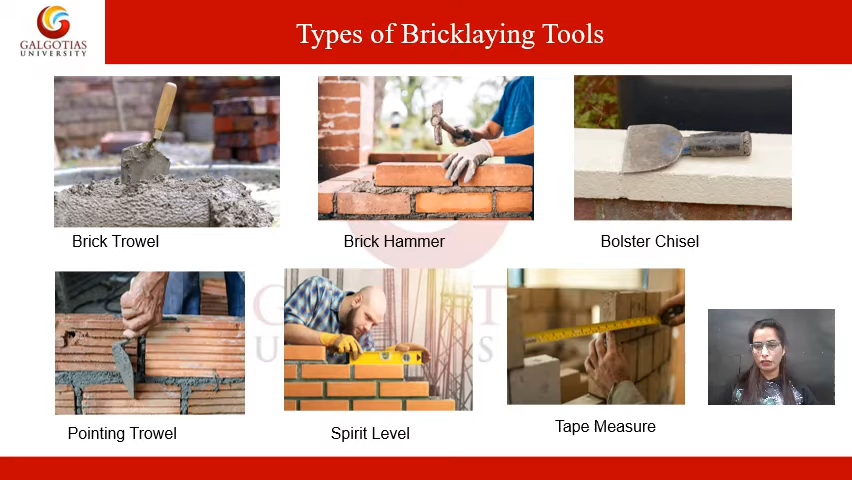 GALGOTIAS
UNIVERSITY
Types of Bricklaying Tools
Brick Trowel
Brick Hammer
Bolster Chisel
Pointing Trowel
Spirit Level
Tape Measure